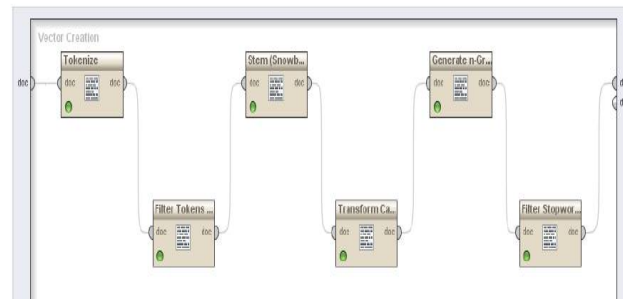 Vector Creation
Tokenize
doc doc
Stem (Snowb...
doc doc
Generate n-Gr...
doc doc
doc
d
d
Filter Tokens ...
doc doc
Transform Ca...
doc doc
Filter Stopwor...
doc doc